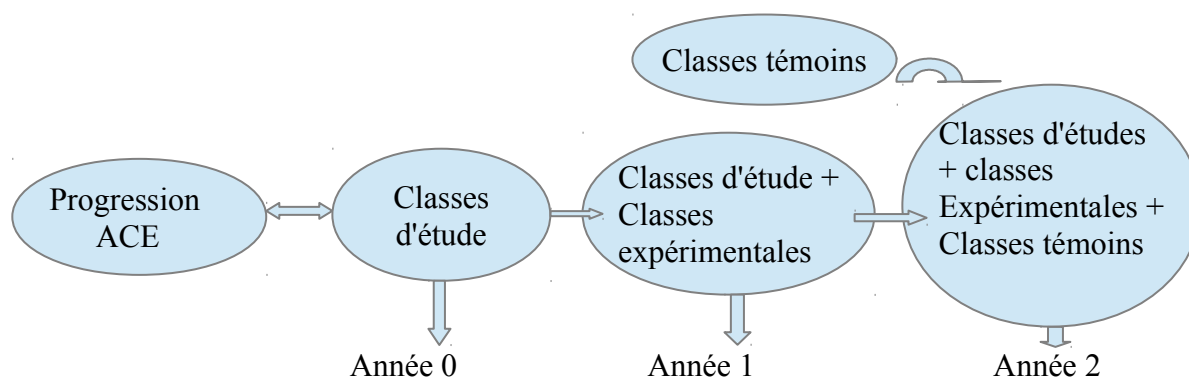 Classes témoins
Progression
ACE
Classes
d'étude
Classes d'étude +
Classes
expérimentales
Classes d'études
+ classes
Expérimentales +
Classes témoins
Année 0
Année 1
Année 2